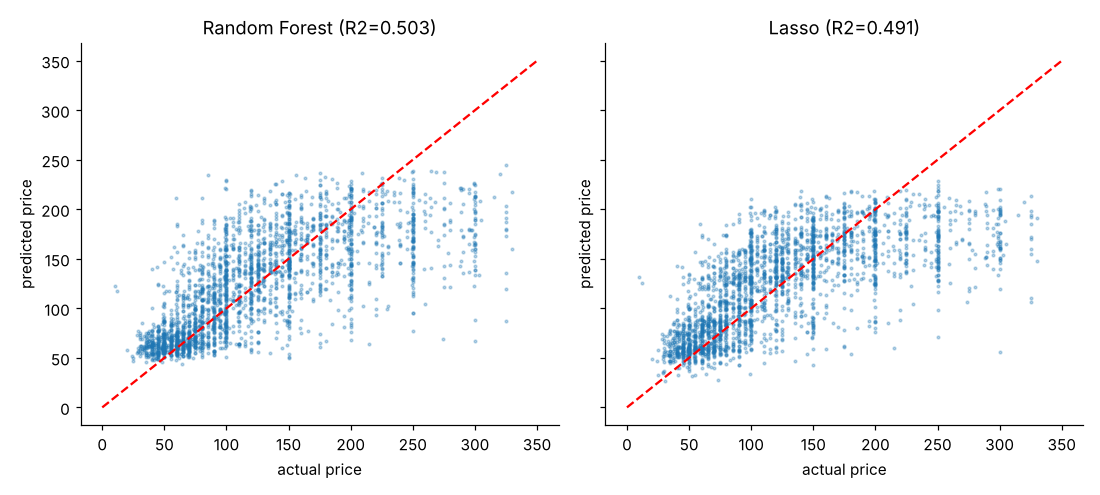 Random Forest (R2=0.503)
350
300
250
200
150
100
50
0
predicted price
0 50 100 150 200 250 300 350
actual price
Lasso (R2=0.491)
predicted price
0 50 100 150 200 250 300 350
actual price